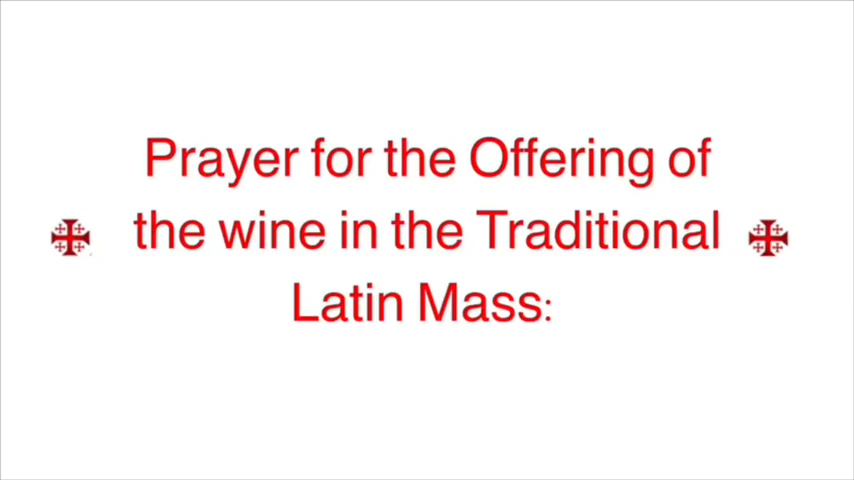 Prayer for the Offering of
the wine in the Traditional
Latin Mass: